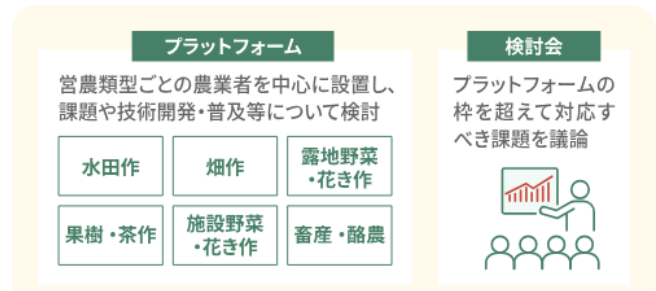 プラットフォーム
営農類型ごとの農業者を中心に設置し、
課題や技術開発・普及等について検討
水田作
畑作
露地野菜
・花き作
果樹・茶作
施設野菜
・花き作
畜産・酪農
検討会
プラットフォームの
枠を超えて対応す
べき課題を議論